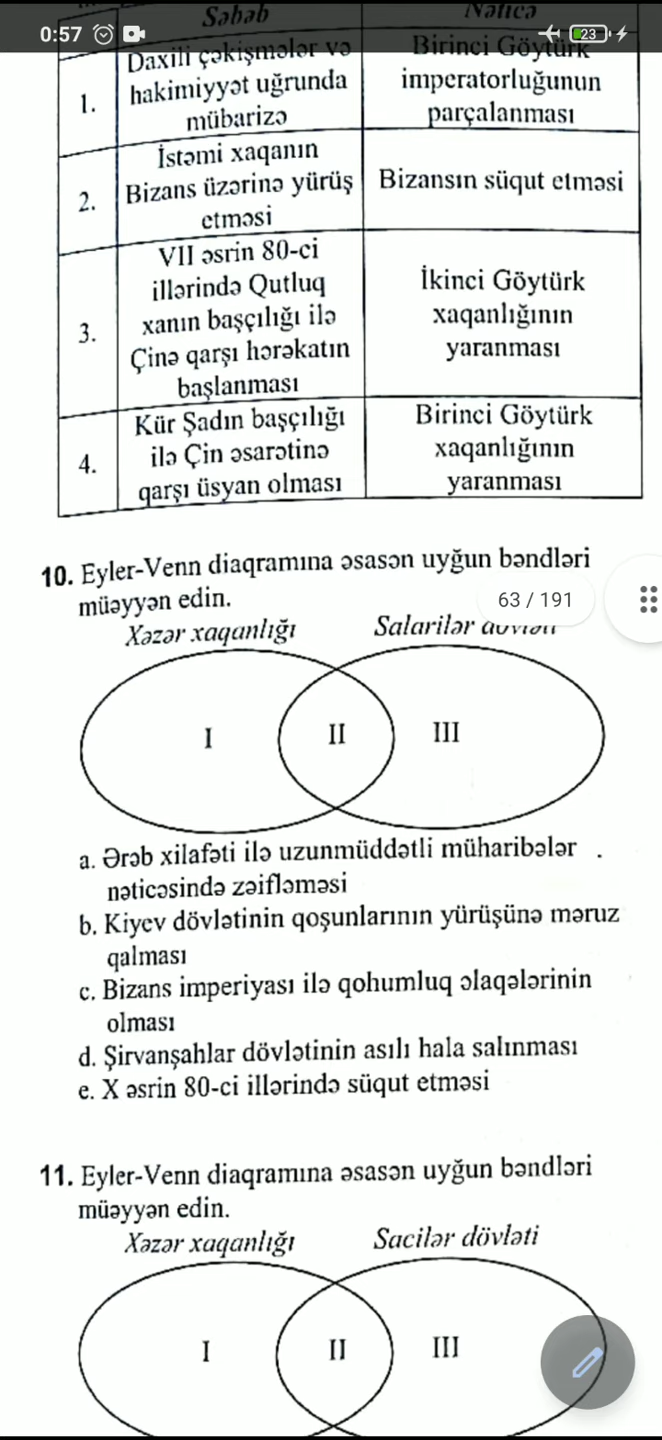 0:57
23
Səbəb
Nəticə
1.
Daxili çəkişmələr və
hakimiyyət uğrunda
mübarizə
Birinci Göytürk
imperatorluğunun
parçalanması
2.
İstəmi xaqanın
Bizans üzərinə yürüş
etməsi
Bizansın süqut etməsi
3.
VII əsrin 80-ci
illərində Qutluq
xanın başçılığı ilə
Çinə qarşı hərəkatın
başlanması
İkinci Göytürk
xaqanlığının
yaranması
4.
Kür Şadın başçılığı
ilə Çin əsarətinə
qarşı üsyan olması
Birinci Göytürk
xaqanlığının
yaranması
10. Eyler-Venn diaqramına əsasən uyğun bəndləri
müəyyən edin.
63 / 191
Xəzər xaqanlığı
Salarilər dövləti
I
II
III
a. Ərəb xilafəti ilə uzunmüddətli müharibələr
nəticəsində zəifləməsi
b. Kiyev dövlətinin qoşunlarının yürüşünə məruz
qalması
c. Bizans imperiyası ilə qohumluq əlaqələrinin
olması
d. Şirvanşahlar dövlətinin asılı hala salınması
e. X əsrin 80-ci illərində süqut etməsi
11. Eyler-Venn diaqramına əsasən uyğun bəndləri
müəyyən edin.
Xəzər xaqanlığı
Sacilər dövləti
I
II
III